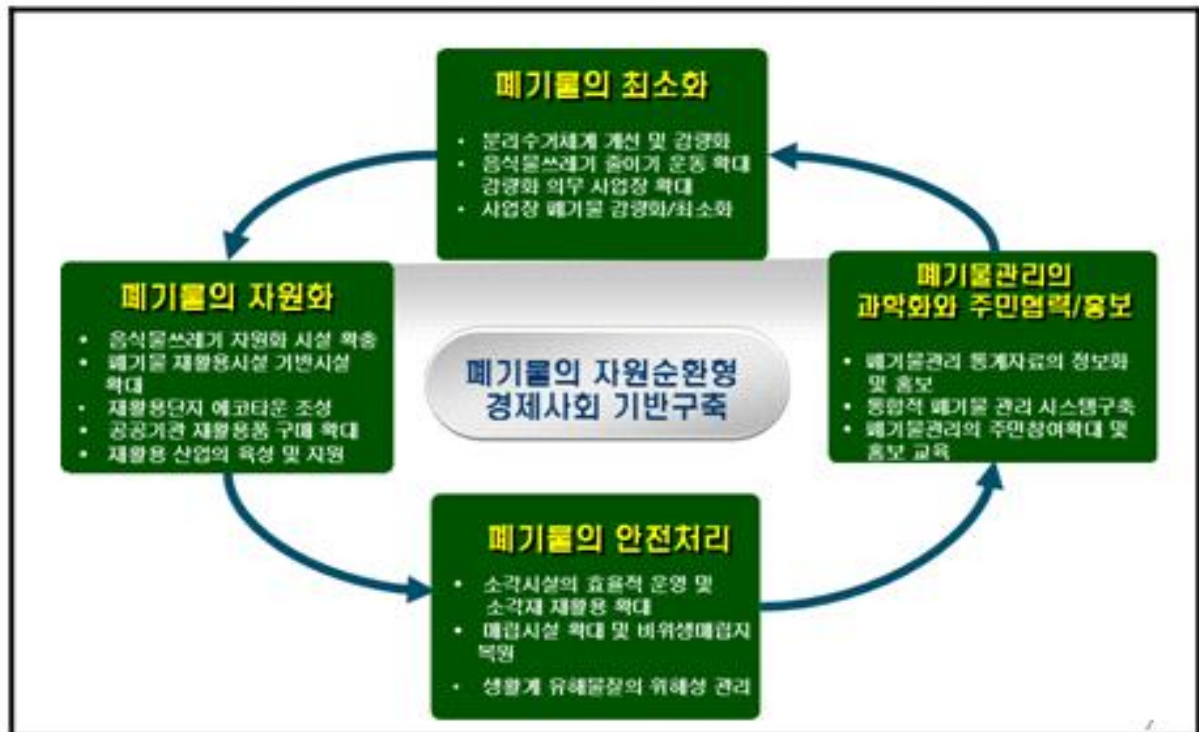 폐기물의 최소화
• 분리수거체계 개선 및 감량화
• 음식물쓰레기 줄이기 운동 확대
감량화 의무 사업장 확대
• 사업장 폐기물 감량화/최소화
폐기물의 자원화
• 음식물쓰레기 자원화 시설 확충
• 폐기물 재활용시설 기반시설
확대
• 재활용단지 에코타운 조성
• 공공기관 재활용품 구매 확대
• 재활용 산업의 육성 및 지원
폐기물의 자원순환형
경제사회 기반구축
폐기물관리의
과학화와 주민협력/홍보
• 폐기물관리 통계자료의 정보화
및 홍보
• 통합적 폐기물 관리 시스템구축
• 폐기물관리의 주민참여확대 및
홍보 교육
폐기물의 안전처리
• 소각시설의 효율적 운영 및
소각재 재활용 확대
• 매립시설 확대 및 비위생매립지
복원
• 생활계 유해물질의 위해성 관리